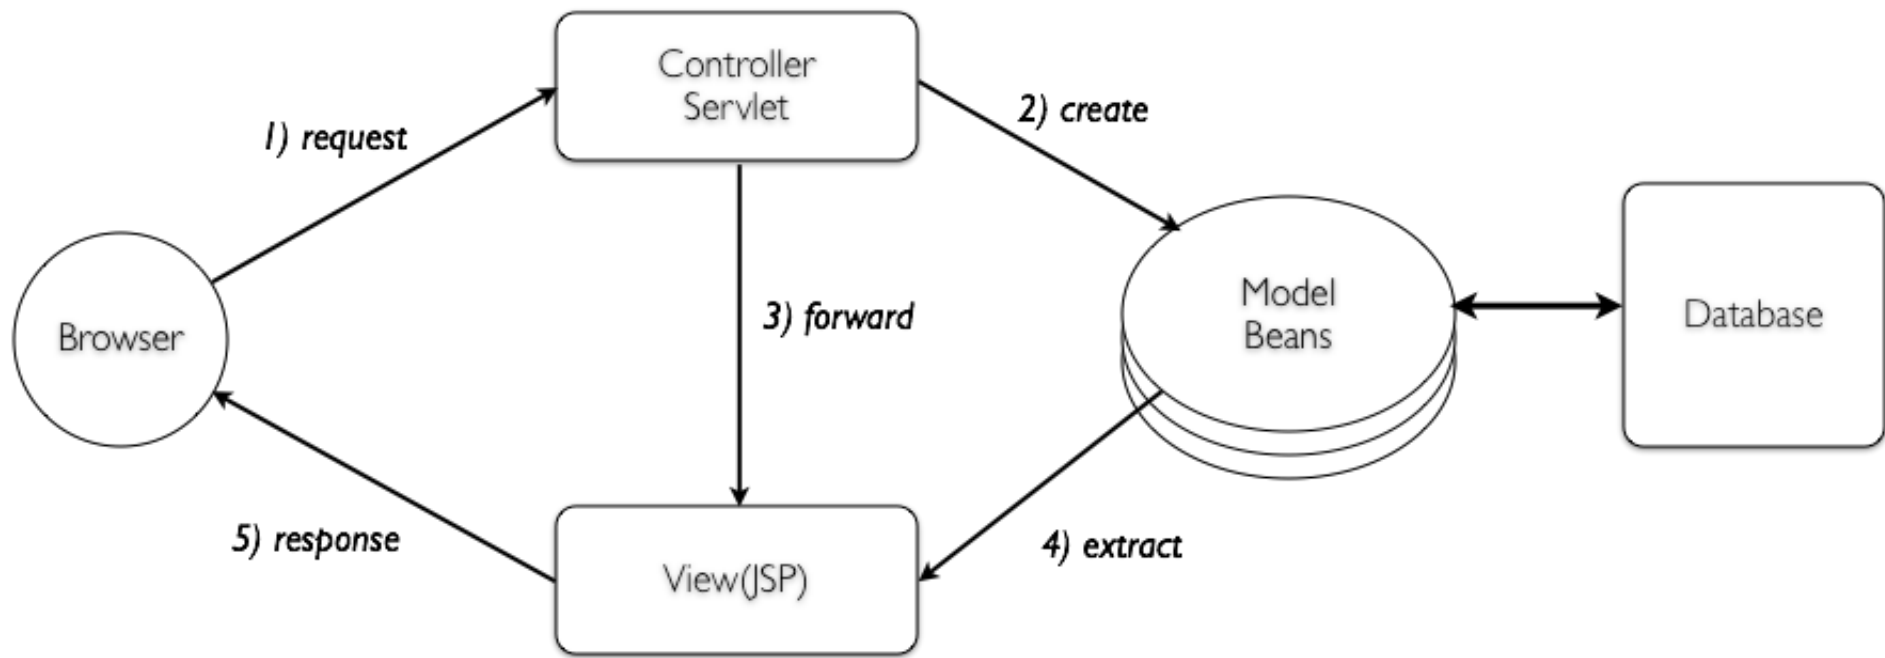 Controller
Servlet
1) request
2) create
Model
Beans
Database
3) forward
Browser
5) response
4) extract
View(JSP)